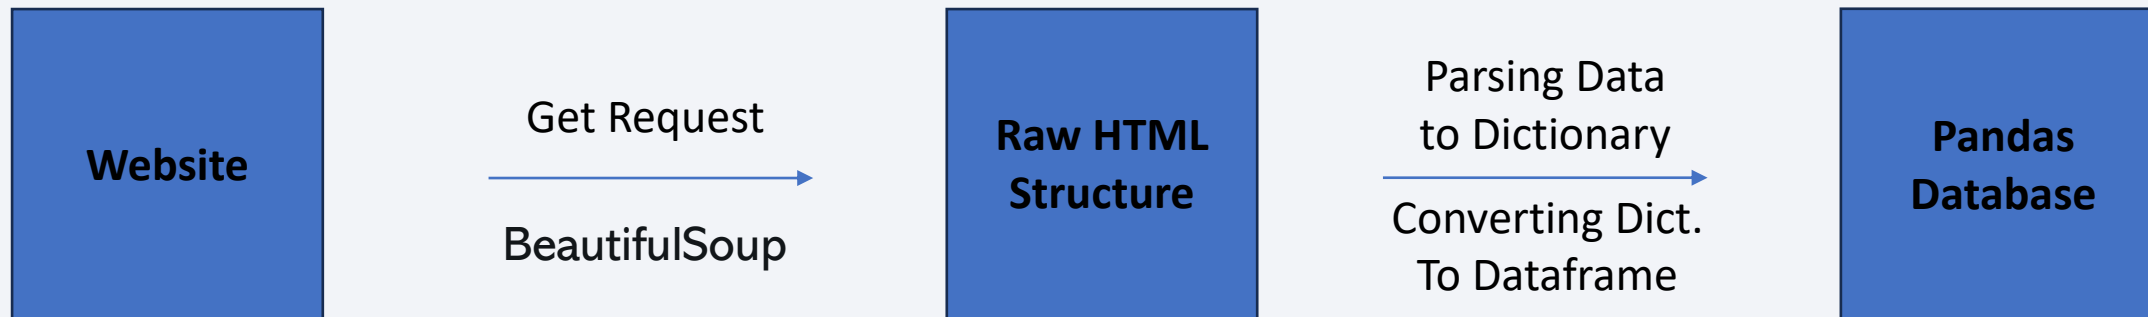 Website
Get Request
BeautifulSoup
Raw HTML
Structure
Parsing Data
to Dictionary
Converting Dict.
To Dataframe
Pandas
Database